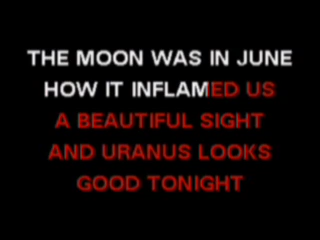 THE MOON WAS IN JUNE
HOW IT INFLAMED US
A BEAUTIFUL SIGHT
AND URANUS LOOKS
GOOD TONIGHT